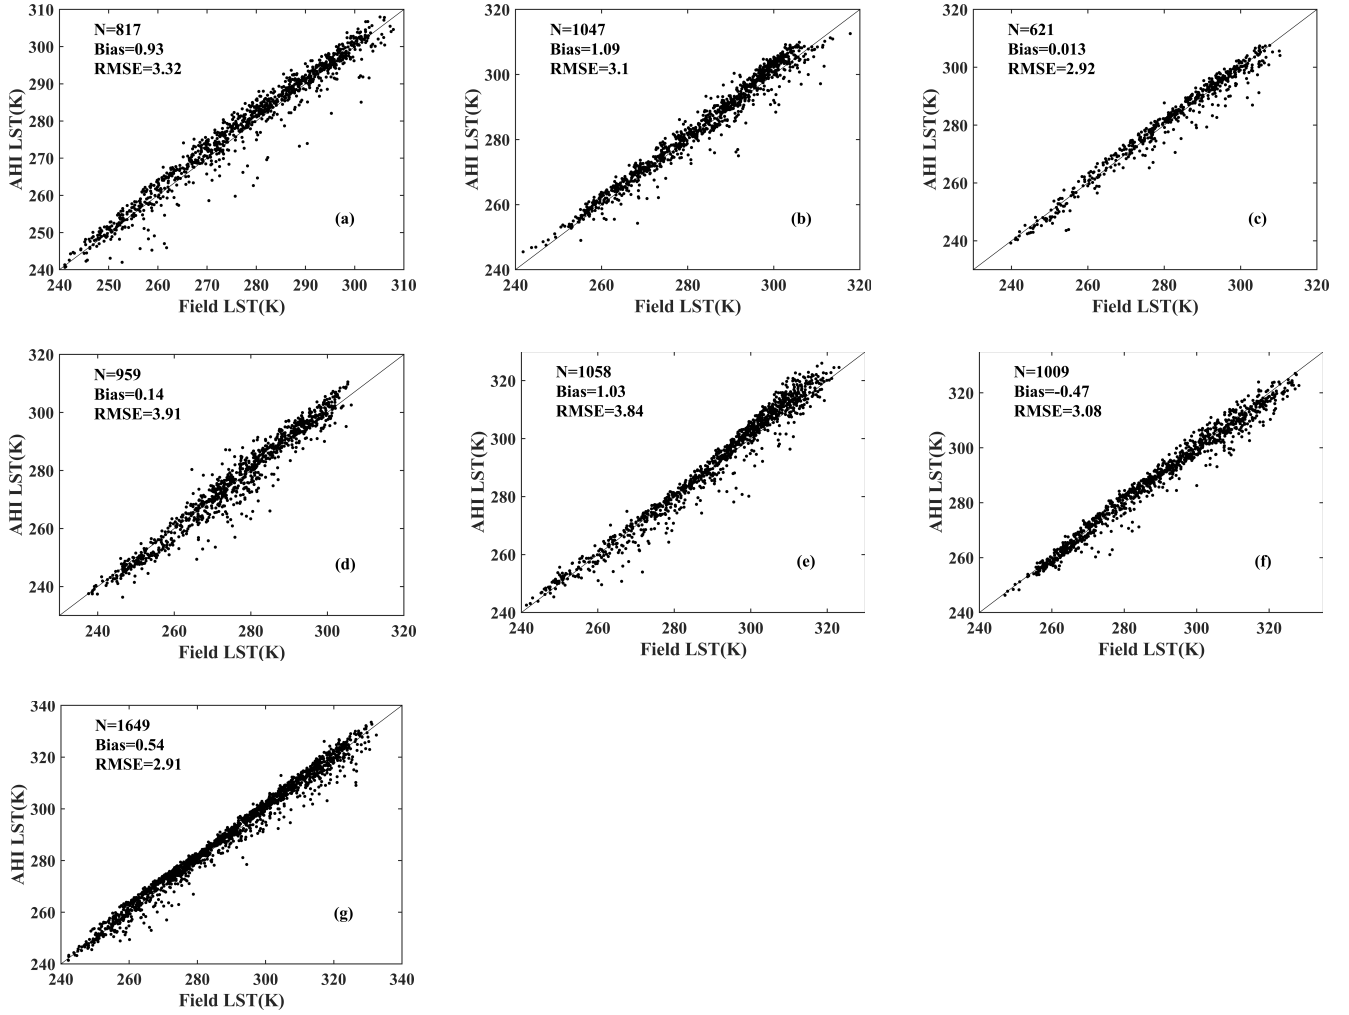 N=817
Bias=0.93
RMSE=3.32
310
300
290
280
270
260
250
240
AHI LST(K)
(a)
240 250 260 270 280 290 300 310
Field LST(K)
N=1047
Bias=1.09
RMSE=3.1
320
300
280
260
240
AHI LST(K)
(b)
260 280 300 320
Field LST(K)
N=621
Bias=0.013
RMSE=2.92
320
300
280
260
240
AHI LST(K)
(c)
240 260 280 300 320
Field LST(K)
N=959
Bias=0.14
RMSE=3.91
320
300
280
260
240
AHI LST(K)
(d)
240 260 280 300 320
Field LST(K)
N=1058
Bias=1.03
RMSE=3.84
320
300
280
260
240
AHI LST(K)
(e)
240 260 280 300 320
Field LST(K)
N=1009
Bias=-0.47
RMSE=3.08
320
300
280
260
240
AHI LST(K)
(f)
240 260 280 300 320
Field LST(K)
N=1649
Bias=0.54
RMSE=2.91
340
320
300
280
260
240
AHI LST(K)
(g)
240 260 280 300 320 340
Field LST(K)